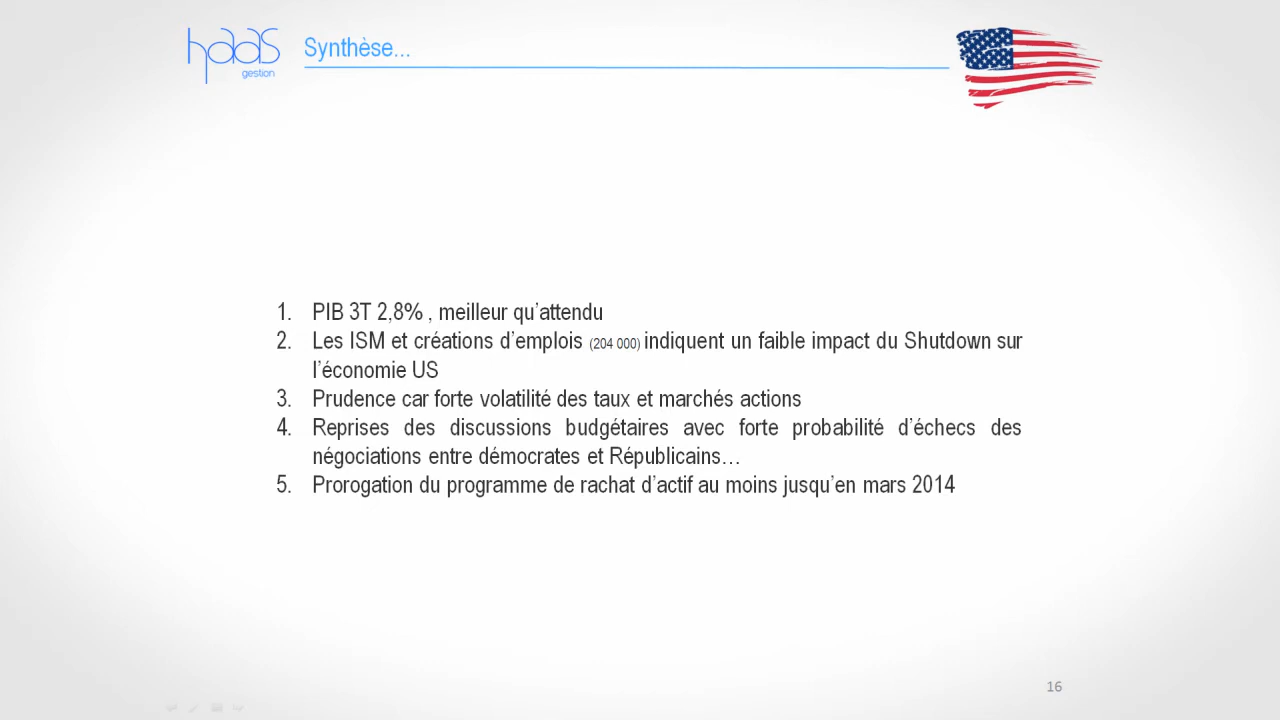 haas
gestion
Synthèse...
1. PIB 3T 2,8% , meilleur qu’attendu
2. Les ISM et créations d’emplois (204 000) indiquent un faible impact du Shutdown sur
l’économie US
3. Prudence car forte volatilité des taux et marchés actions
4. Reprises des discussions budgétaires avec forte probabilité d’échecs des
négociations entre démocrates et Républicains…
5. Prorogation du programme de rachat d’actif au moins jusqu’en mars 2014
16